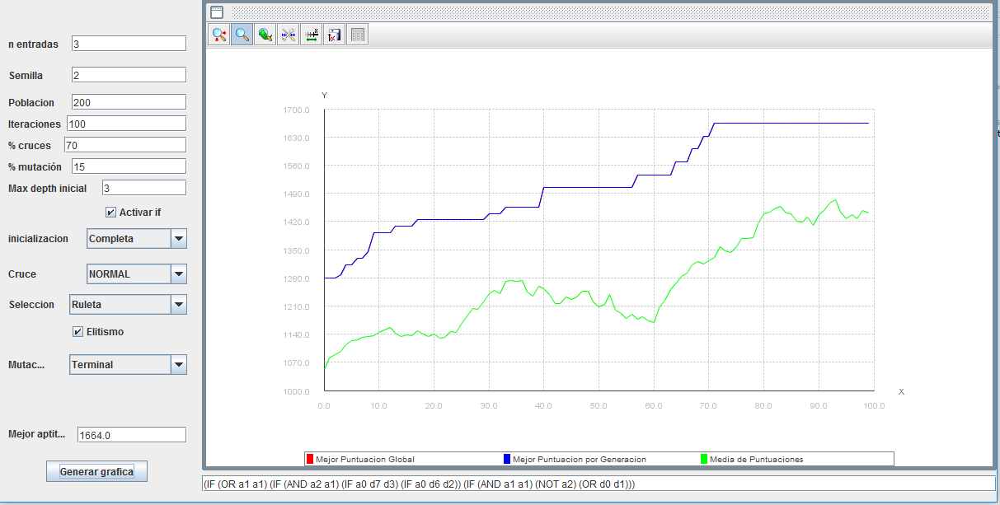 n entradas 3
Semilla 2
Poblacion 200
Iteraciones 100
% cruces 70
% mutación 15
Max depth inicial 3
Activar if
inicializacion Completa
Cruce NORMAL
Seleccion Ruleta
Elitismo
Mutac... Terminal
Mejor aptit... 1664.0
Generar grafica
Y
1700.0
1630.0
1560.0
1490.0
1420.0
1350.0
1280.0
1210.0
1140.0
1070.0
1000.0
X
0.0 10.0 20.0 30.0 40.0 50.0 60.0 70.0 80.0 90.0 100.0
Mejor Puntuacion Global Mejor Puntuacion por Generacion Media de Puntuaciones
(IF (OR a1 a1) (IF (AND a2 a1) (IF a0 d7 d3) (IF a0 d6 d2)) (IF (AND a1 a1) (NOT a2) (OR d0 d1)))